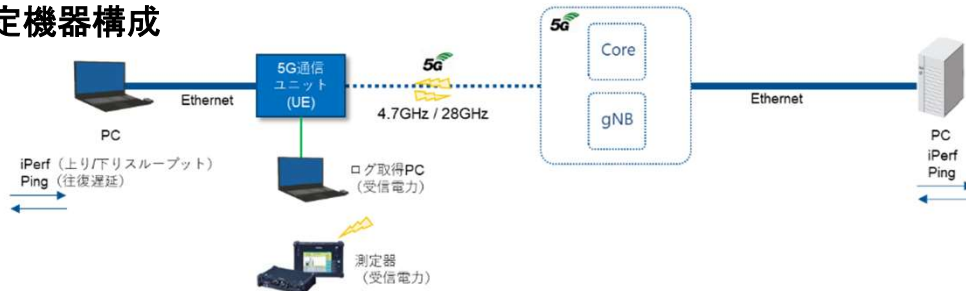 定機器構成
5G
Core
gNB
5G通信
ユニット
(UE)
5G
4.7GHz / 28GHz
Ethernet
Ethernet
PC
iPerf（上り/下りスループット）
Ping（往復遅延）
ログ取得PC
（受信電力）
測定器
（受信電力）
PC
iPerf
Ping